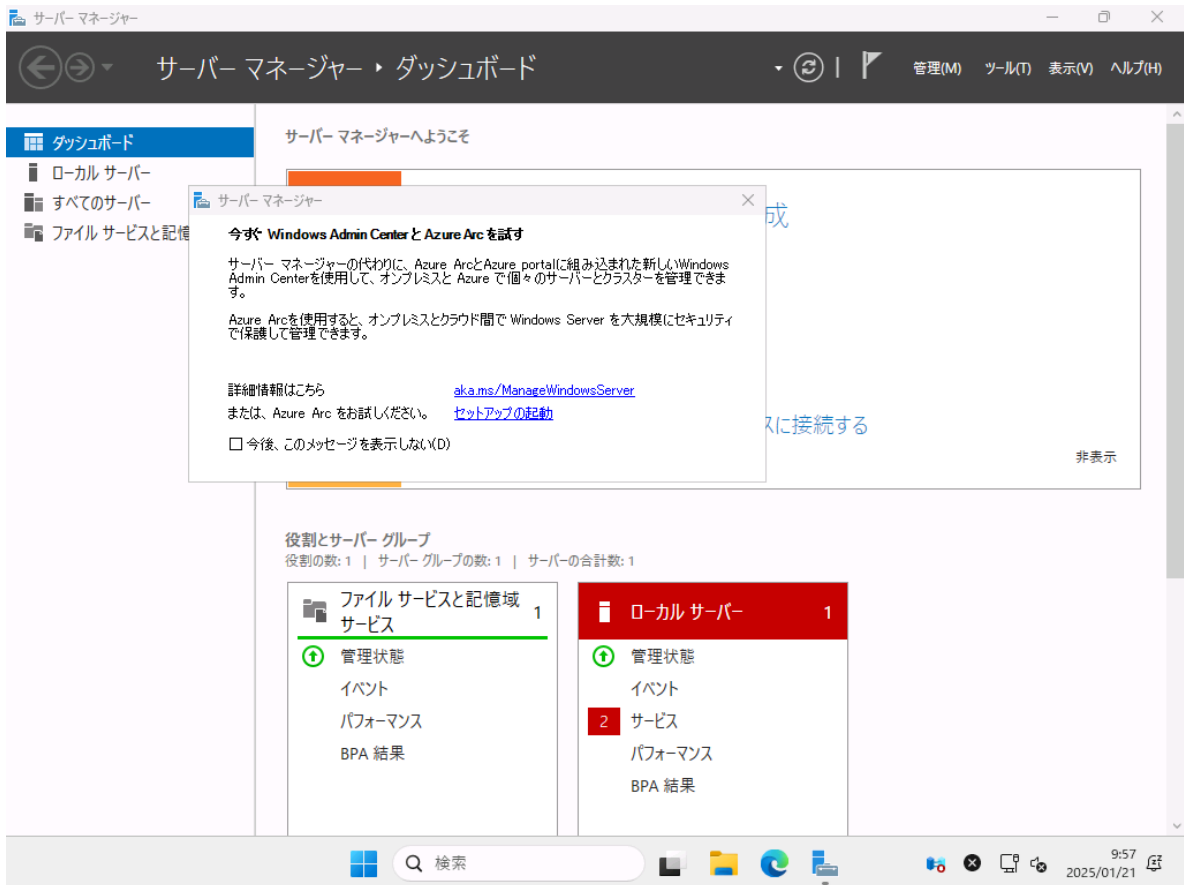 サーバー マネージャー
サーバー マネージャー ・ ダッシュボード
管理(M) ツール(T) 表示(V) ヘルプ(H)
ダッシュボード
ローカル サーバー
すべてのサーバー
ファイル サービスと記憶
サーバー マネージャーへようこそ
成
サーバー マネージャー
今すぐ Windows Admin Center と Azure Arc を試す
サーバー マネージャーの代わりに、Azure ArcとAzure portalに組み込まれた新しいWindows
Admin Centerを使用して、オンプレミスと Azure で個々のサーバーとクラスターを管理できま
す。
Azure Arcを使用すると、オンプレミスとクラウド間で Windows Server を大規模にセキュリティ
で保護して管理できます。
詳細情報はこちら aka.ms/ManageWindowsServer
または、Azure Arc をお試しください。 セットアップの起動
今後、このメッセージを表示しない(D)
スに接続する
非表示
役割とサーバー グループ
役割の数: 1 | サーバー グループの数: 1 | サーバーの合計数: 1
ファイル サービスと記憶域
サービス
1
管理状態
イベント
パフォーマンス
BPA 結果
ローカル サーバー 1
管理状態
イベント
2 サービス
パフォーマンス
BPA 結果
検索
9:57
2025/01/21